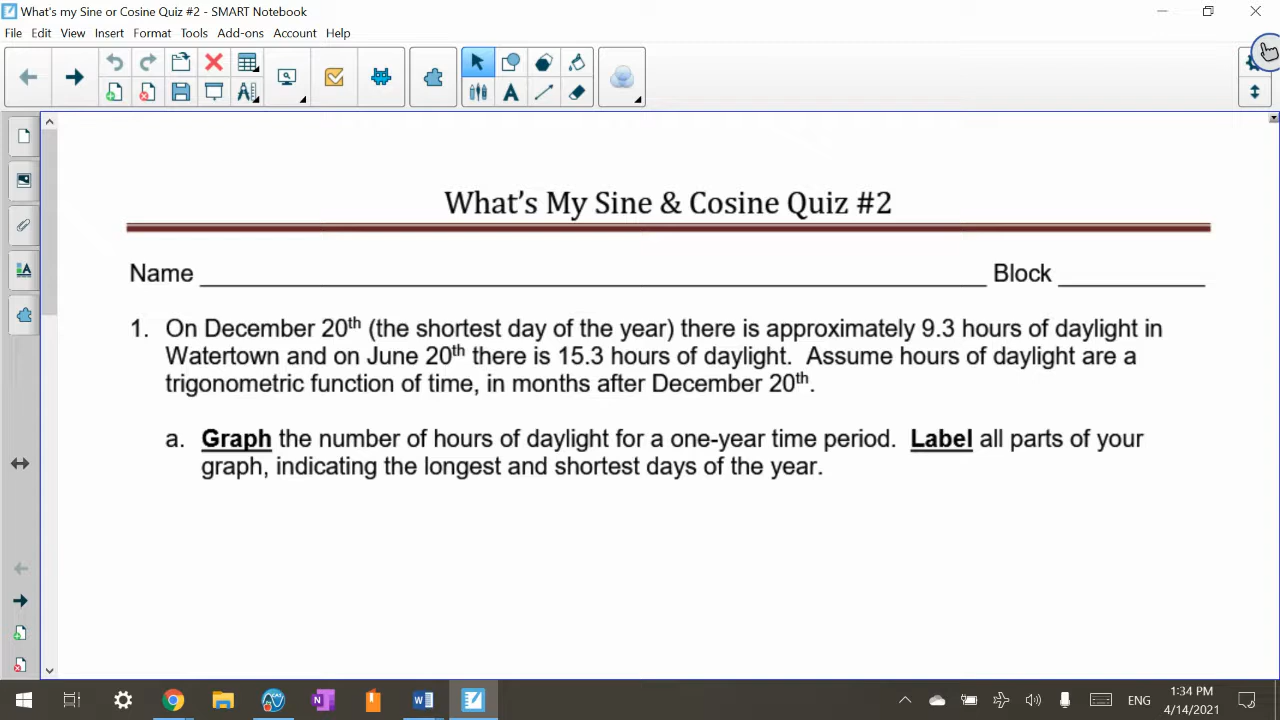 What's my Sine or Cosine Quiz #2 - SMART Notebook
File Edit View Insert Format Tools Add-ons Account Help
What's My Sine & Cosine Quiz #2
Name ______ Block ______
1. On December 20th (the shortest day of the year) there is approximately 9.3 hours of daylight in
Watertown and on June 20th there is 15.3 hours of daylight. Assume hours of daylight are a
trigonometric function of time, in months after December 20th.
a. Graph the number of hours of daylight for a one-year time period. Label all parts of your
graph, indicating the longest and shortest days of the year.
ENG
1:34 PM
4/14/2021